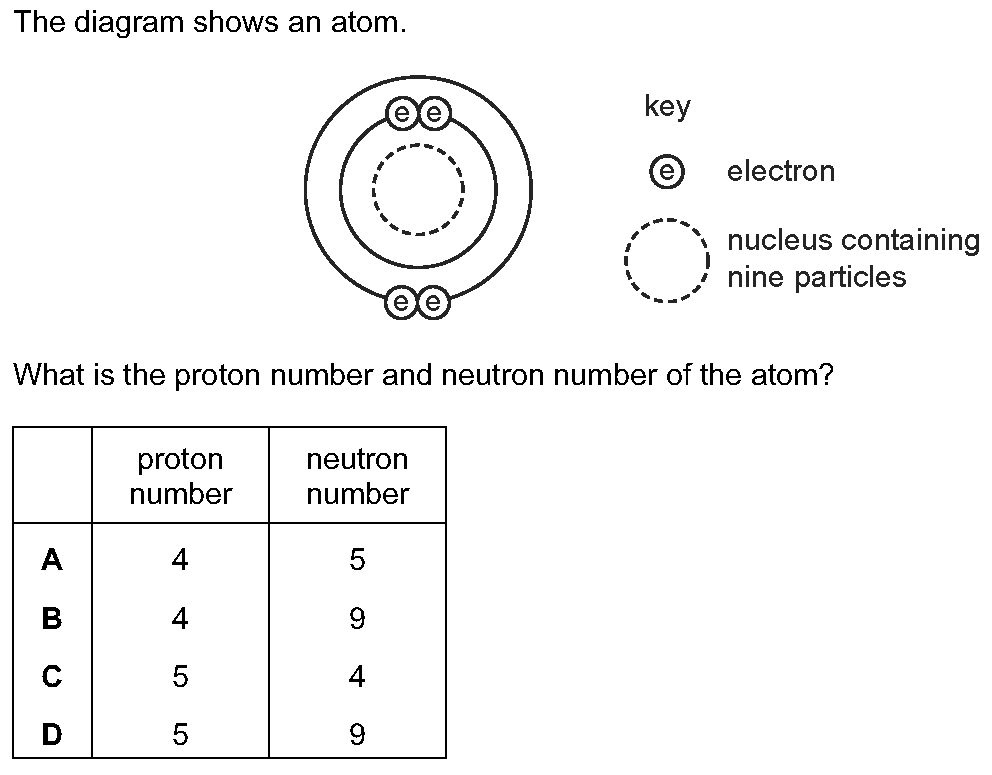 The diagram shows an atom.
e e
key
e electron
nucleus containing
nine particles
e e
What is the proton number and neutron number of the atom?
proton number neutron number
A 4 5
B 4 9
C 5 4
D 5 9